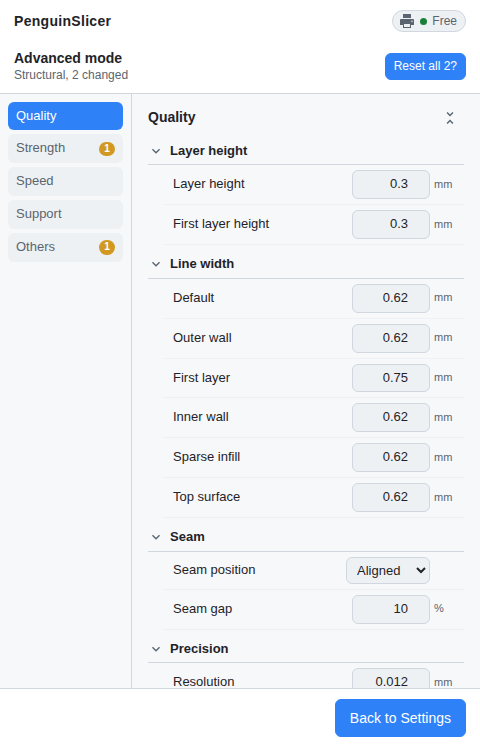 PenguinSlicer
Free
Advanced mode
Structural, 2 changed
Reset all 2?
Quality
Strength 1
Speed
Support
Others 1
Quality
Layer height
Layer height 0.3 mm
First layer height 0.3 mm
Line width
Default 0.62 mm
Outer wall 0.62 mm
First layer 0.75 mm
Inner wall 0.62 mm
Sparse infill 0.62 mm
Top surface 0.62 mm
Seam
Seam position Aligned
Seam gap 10 %
Precision
Resolution 0.012 mm
Back to Settings